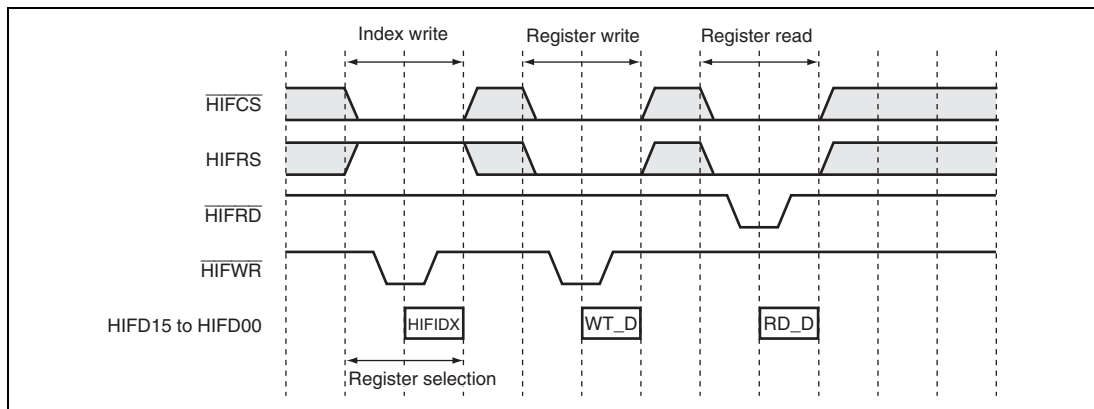 Index write
Register write
Register read
HIFCS
HIFRS
HIFRD
HIFWR
HIFD15 to HIFD00
HIFIDX
WT_D
RD_D
Register selection